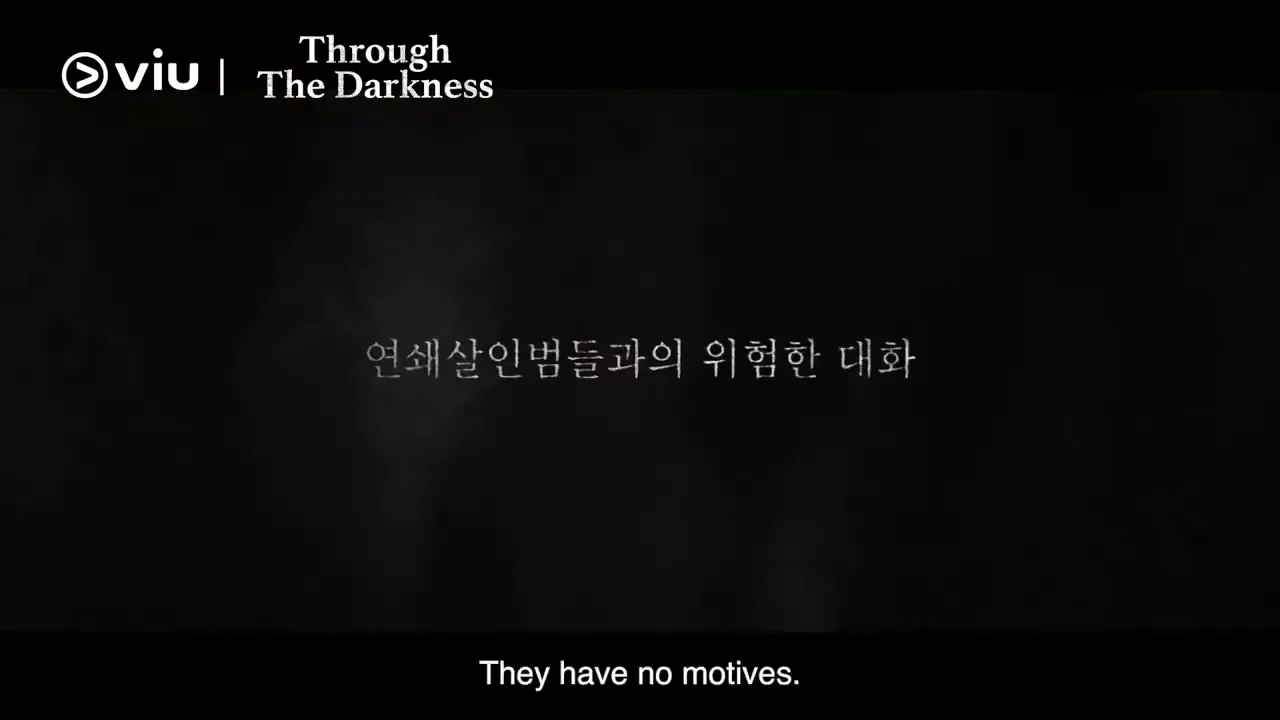 viu | Through
The Darkness
연쇄살인범들과의 위험한 대화
They have no motives.